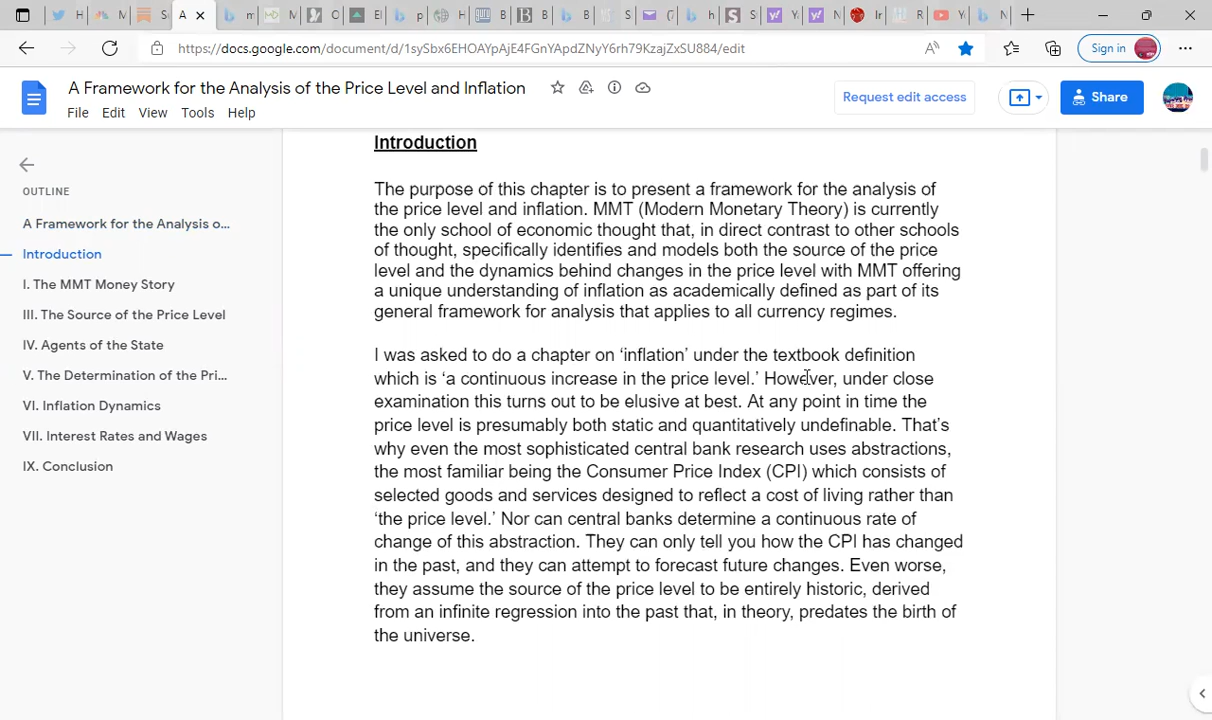 A
https://docs.google.com/document/d/1sySbx6EHOAYpAjE4FGnYApdZNyY6rh79KzajZxSU884/edit
Sign in
A Framework for the Analysis of the Price Level and Inflation
File Edit View Tools Help
Request edit access
Share
OUTLINE
A Framework for the Analysis o...
Introduction
I. The MMT Money Story
III. The Source of the Price Level
IV. Agents of the State
V. The Determination of the Pri...
VI. Inflation Dynamics
VII. Interest Rates and Wages
IX. Conclusion
Introduction
The purpose of this chapter is to present a framework for the analysis of
the price level and inflation. MMT (Modern Monetary Theory) is currently
the only school of economic thought that, in direct contrast to other schools
of thought, specifically identifies and models both the source of the price
level and the dynamics behind changes in the price level with MMT offering
a unique understanding of inflation as academically defined as part of its
general framework for analysis that applies to all currency regimes.
I was asked to do a chapter on ‘inflation’ under the textbook definition
which is ‘a continuous increase in the price level.’ However, under close
examination this turns out to be elusive at best. At any point in time the
price level is presumably both static and quantitatively undefinable. That’s
why even the most sophisticated central bank research uses abstractions,
the most familiar being the Consumer Price Index (CPI) which consists of
selected goods and services designed to reflect a cost of living rather than
‘the price level.’ Nor can central banks determine a continuous rate of
change of this abstraction. They can only tell you how the CPI has changed
in the past, and they can attempt to forecast future changes. Even worse,
they assume the source of the price level to be entirely historic, derived
from an infinite regression into the past that, in theory, predates the birth of
the universe.